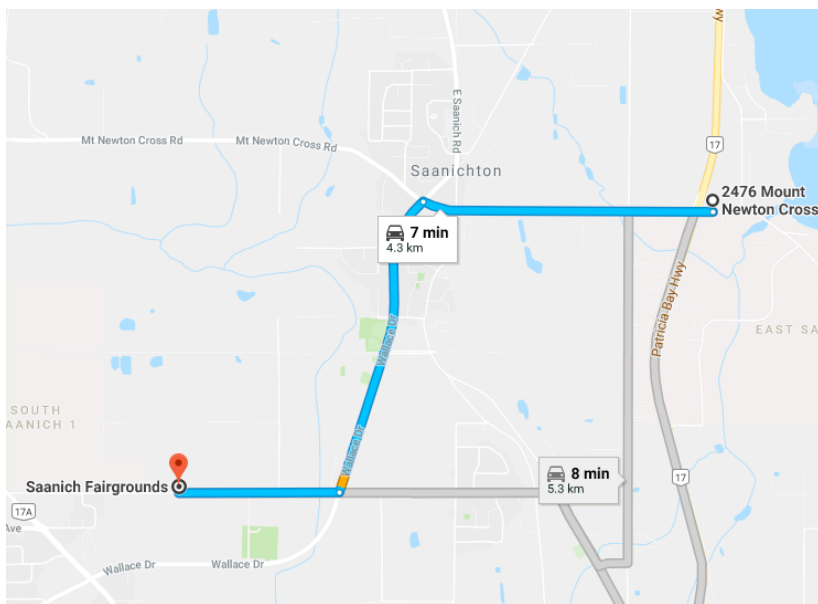 17
E Saanich Rd
Mt Newton Cross Rd
Mt Newton Cross Rd
Saanichton
2476 Mount
Newton Cross
7 min
4.3 km
Patricia Bay Hwy
Wallace Dr
EAST SA
SOUTH
AANICH 1
Wallace Dr
8 min
5.3 km
17
Saanich Fairgrounds
17A
Ave
Wallace Dr
Wallace Dr